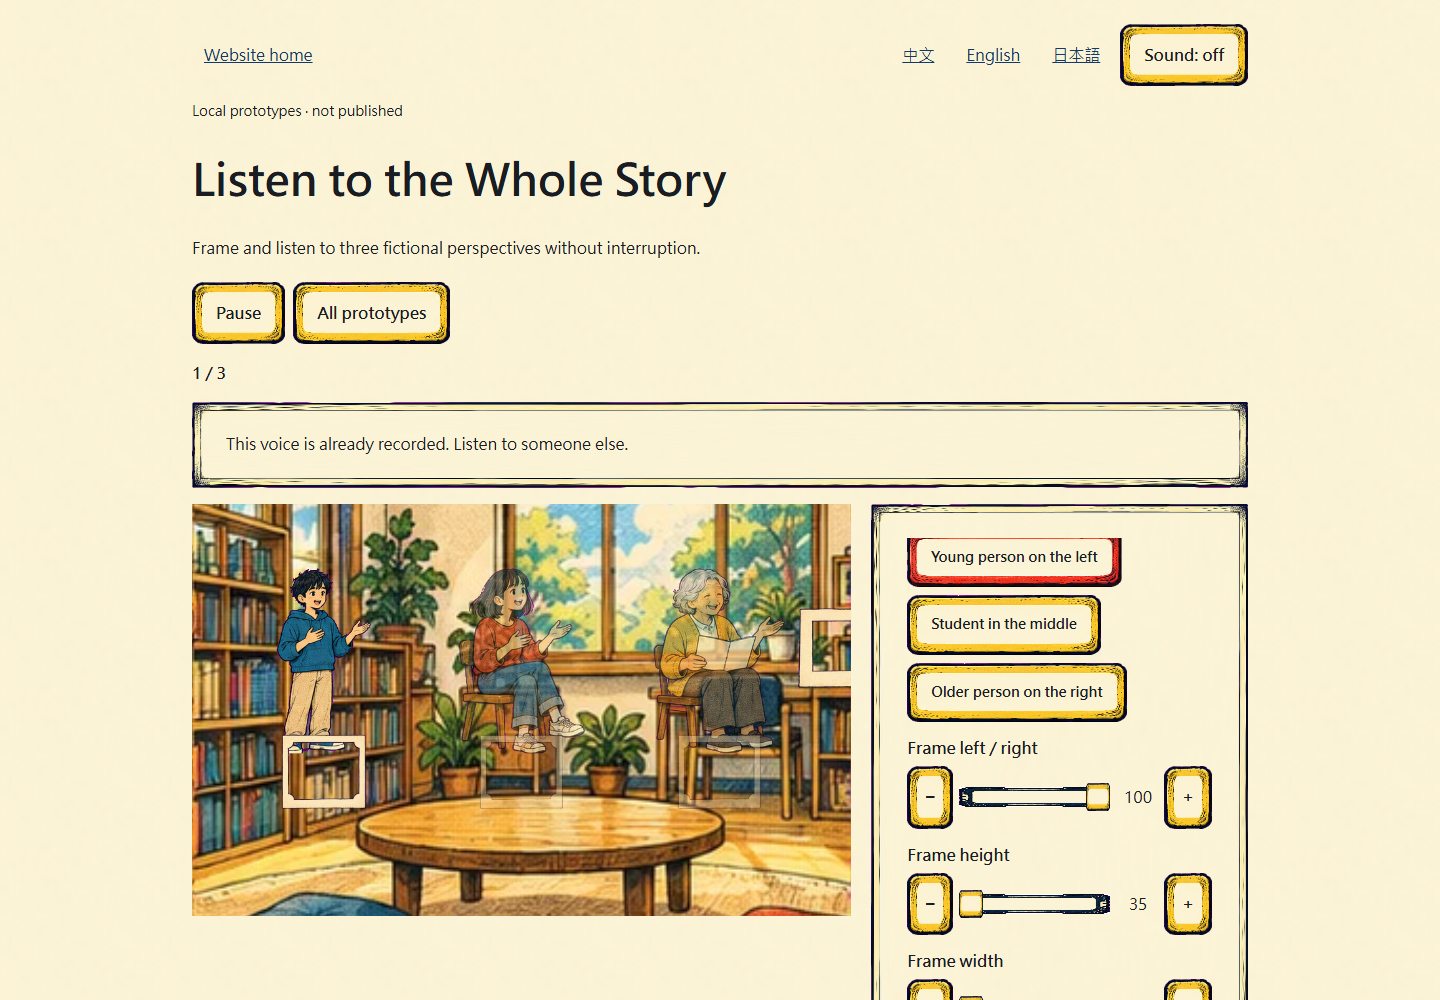 Website home
中文 English 日本語 Sound: off
Local prototypes · not published
Listen to the Whole Story
Frame and listen to three fictional perspectives without interruption.
Pause All prototypes
1 / 3
This voice is already recorded. Listen to someone else.
Young person on the left
Student in the middle
Older person on the right
Frame left / right
− 100 +
Frame height
− 35 +
Frame width